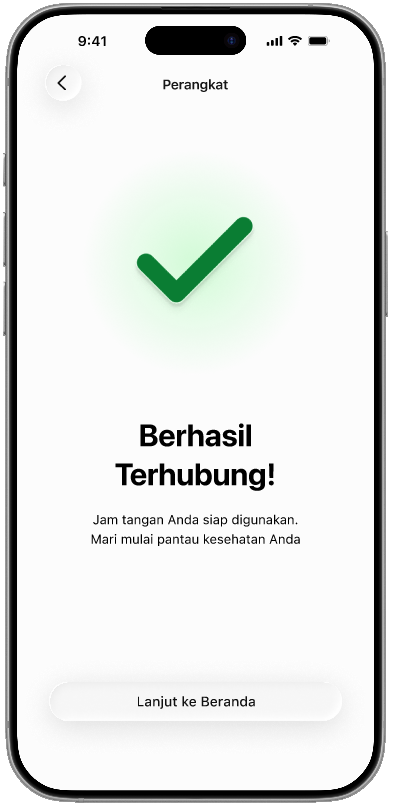 9:41
Perangkat
Berhasil
Terhubung!
Jam tangan Anda siap digunakan.
Mari mulai pantau kesehatan Anda
Lanjut ke Beranda